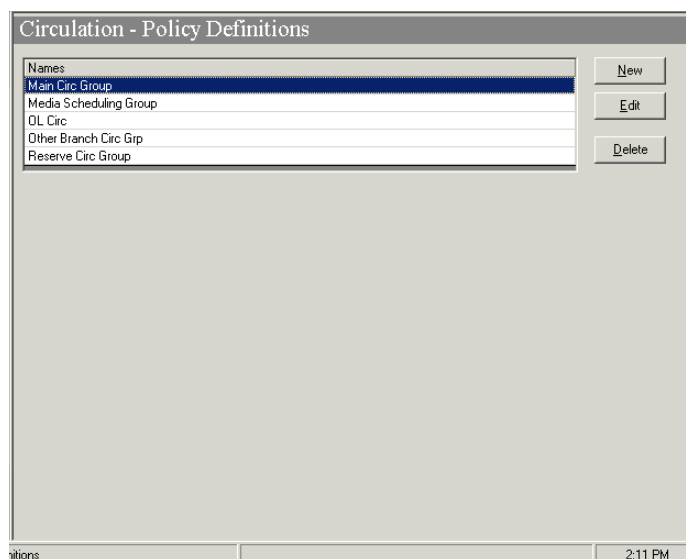 Circulation - Policy Definitions
Names
Main Circ Group
Media Scheduling Group
OL Circ
Other Branch Circ Grp
Reserve Circ Group
New
Edit
Delete
nitions
2:11 PM